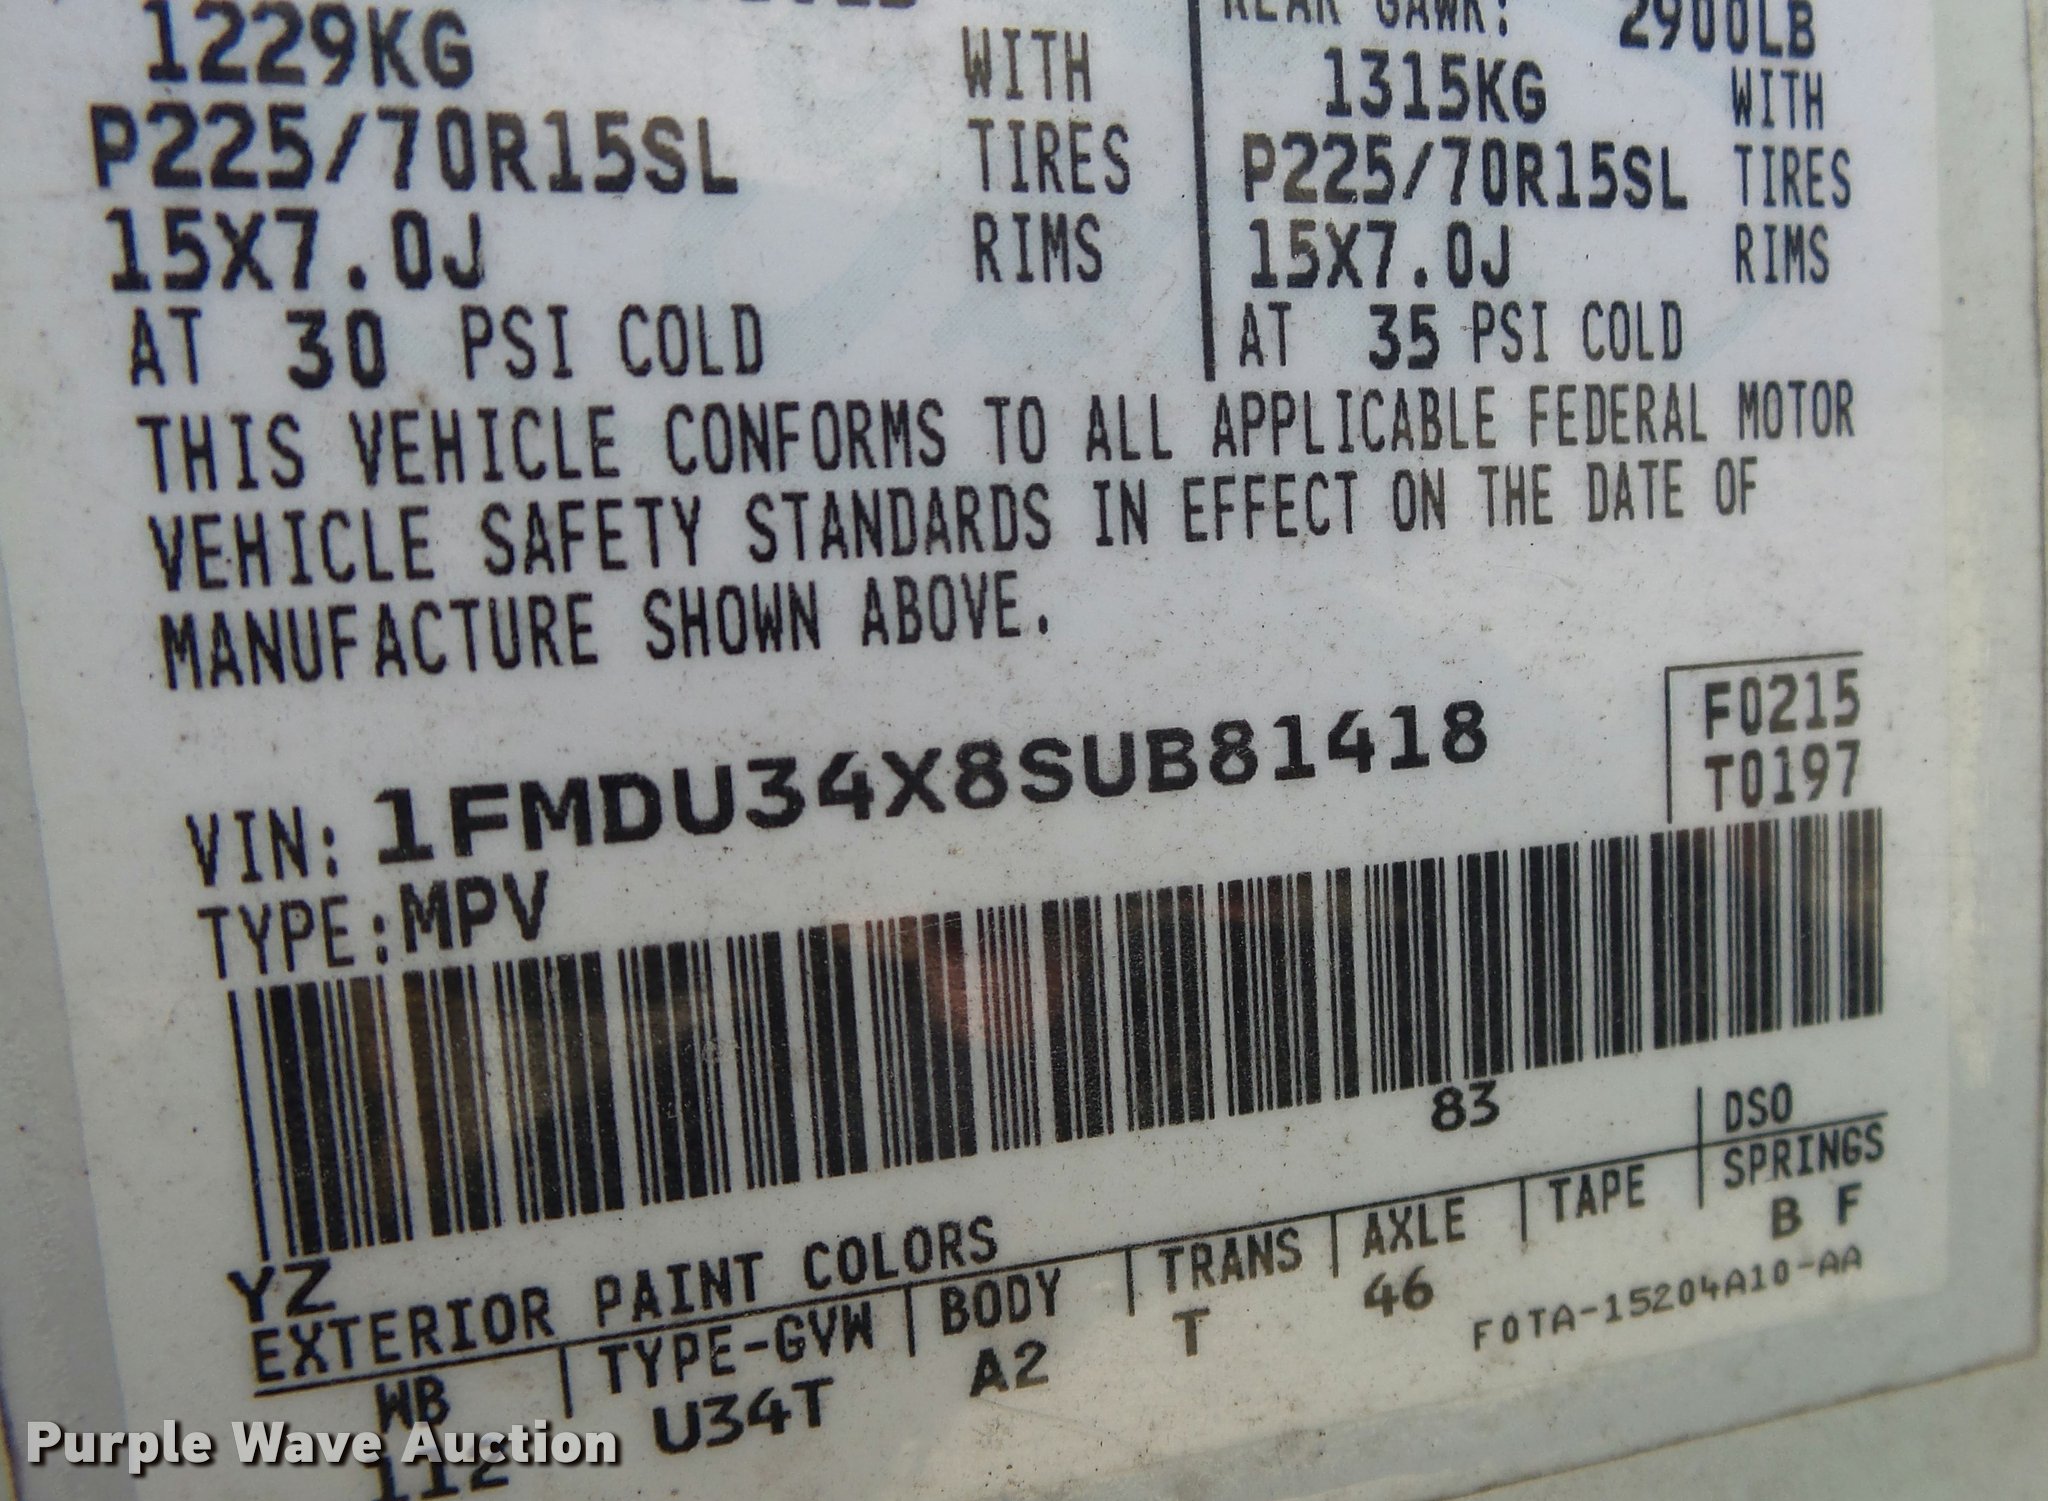 1229KG WITH
P225/70R15SL TIRES
15X7.0J RIMS
AT 30 PSI COLD
REAR GAWR: 2900LB
1315KG WITH
P225/70R15SL TIRES
15X7.0J RIMS
AT 35 PSI COLD
THIS VEHICLE CONFORMS TO ALL APPLICABLE FEDERAL MOTOR
VEHICLE SAFETY STANDARDS IN EFFECT ON THE DATE OF
MANUFACTURE SHOWN ABOVE.
F0215
T0197
VIN: 1FMDU34X8SUB81418
TYPE:MPV
83
DSO
YZ
EXTERIOR PAINT COLORS
WB TYPE-GVW BODY TRANS AXLE TAPE SPRINGS
112 U34T A2 T 46 B F
F0TA-15204A10-AA
Purple Wave Auction